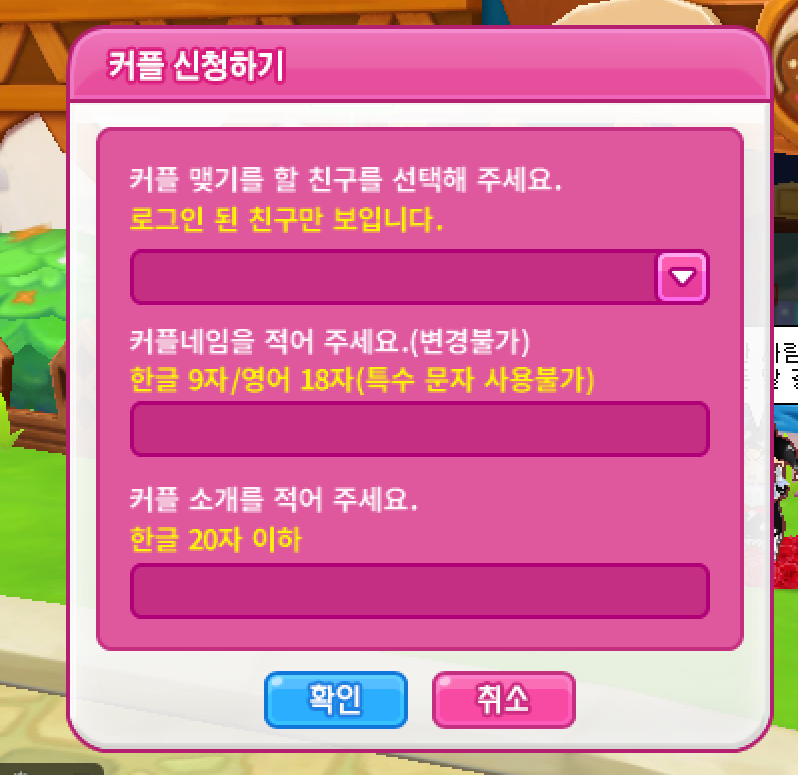 커플 신청하기
커플 맺기를 할 친구를 선택해 주세요.
로그인 된 친구만 보입니다.
커플네임을 적어 주세요.(변경불가)
한글 9자/영어 18자(특수 문자 사용불가)
커플 소개를 적어 주세요.
한글 20자 이하
확인
취소